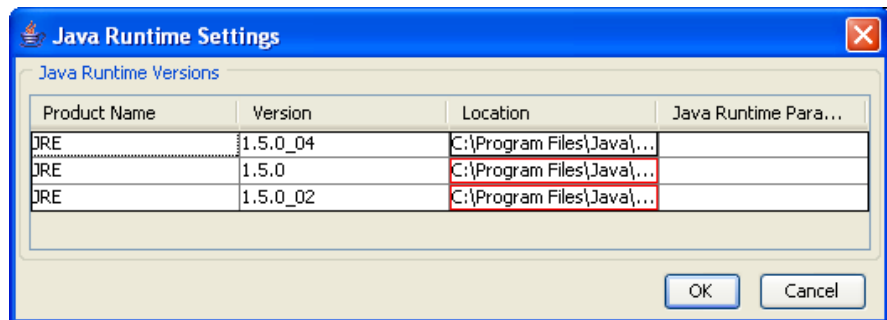 Java Runtime Settings
Java Runtime Versions
Product Name Version Location Java Runtime Para...
JRE 1.5.0_04 C:\Program Files\Java\...
JRE 1.5.0 C:\Program Files\Java\...
JRE 1.5.0_02 C:\Program Files\Java\...
OK Cancel